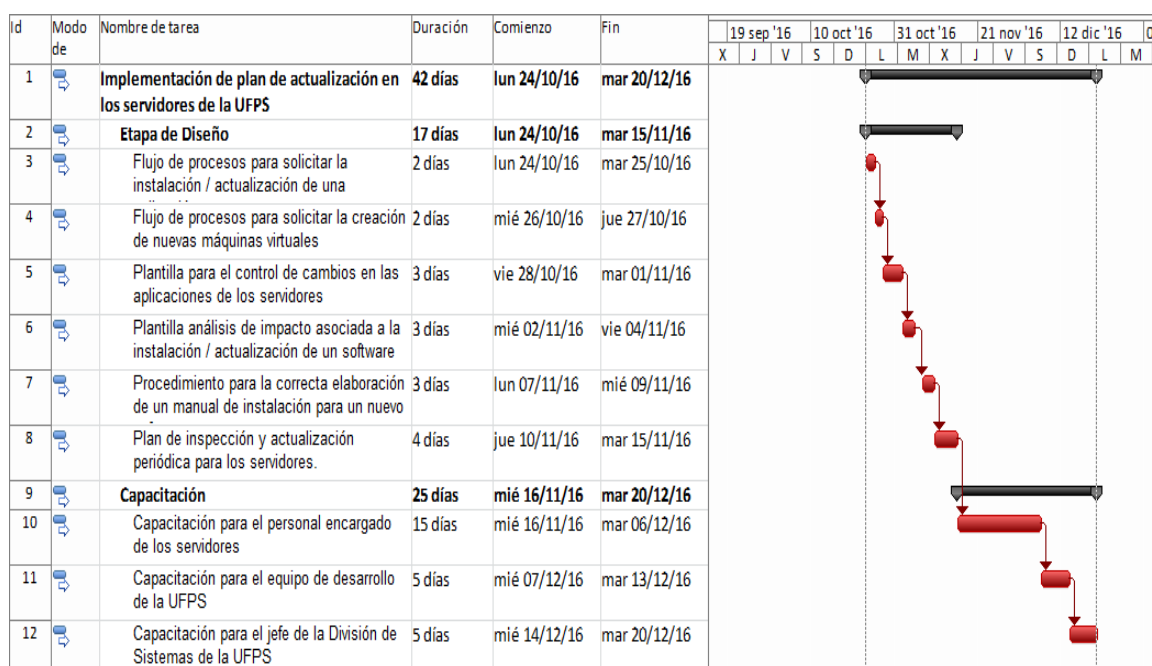 Id Modo de Nombre de tarea Duración Comienzo Fin
19 sep '16 10 oct '16 31 oct '16 21 nov '16 12 dic '16 0
X J V S D L M X J V S D L M
1 Implementación de plan de actualización en 42 días lun 24/10/16 mar 20/12/16
los servidores de la UFPS
2 Etapa de Diseño 17 días lun 24/10/16 mar 15/11/16
3 Flujo de procesos para solicitar la 2 días lun 24/10/16 mar 25/10/16
instalación / actualización de una
4 Flujo de procesos para solicitar la creación 2 días mié 26/10/16 jue 27/10/16
de nuevas máquinas virtuales
5 Plantilla para el control de cambios en las 3 días vie 28/10/16 mar 01/11/16
aplicaciones de los servidores
6 Plantilla análisis de impacto asociada a la 3 días mié 02/11/16 vie 04/11/16
instalación / actualización de un software
7 Procedimiento para la correcta elaboración 3 días lun 07/11/16 mié 09/11/16
de un manual de instalación para un nuevo
8 Plan de inspección y actualización 4 días jue 10/11/16 mar 15/11/16
periódica para los servidores.
9 Capacitación 25 días mié 16/11/16 mar 20/12/16
10 Capacitación para el personal encargado 15 días mié 16/11/16 mar 06/12/16
de los servidores
11 Capacitación para el equipo de desarrollo 5 días mié 07/12/16 mar 13/12/16
de la UFPS
12 Capacitación para el jefe de la División de 5 días mié 14/12/16 mar 20/12/16
Sistemas de la UFPS